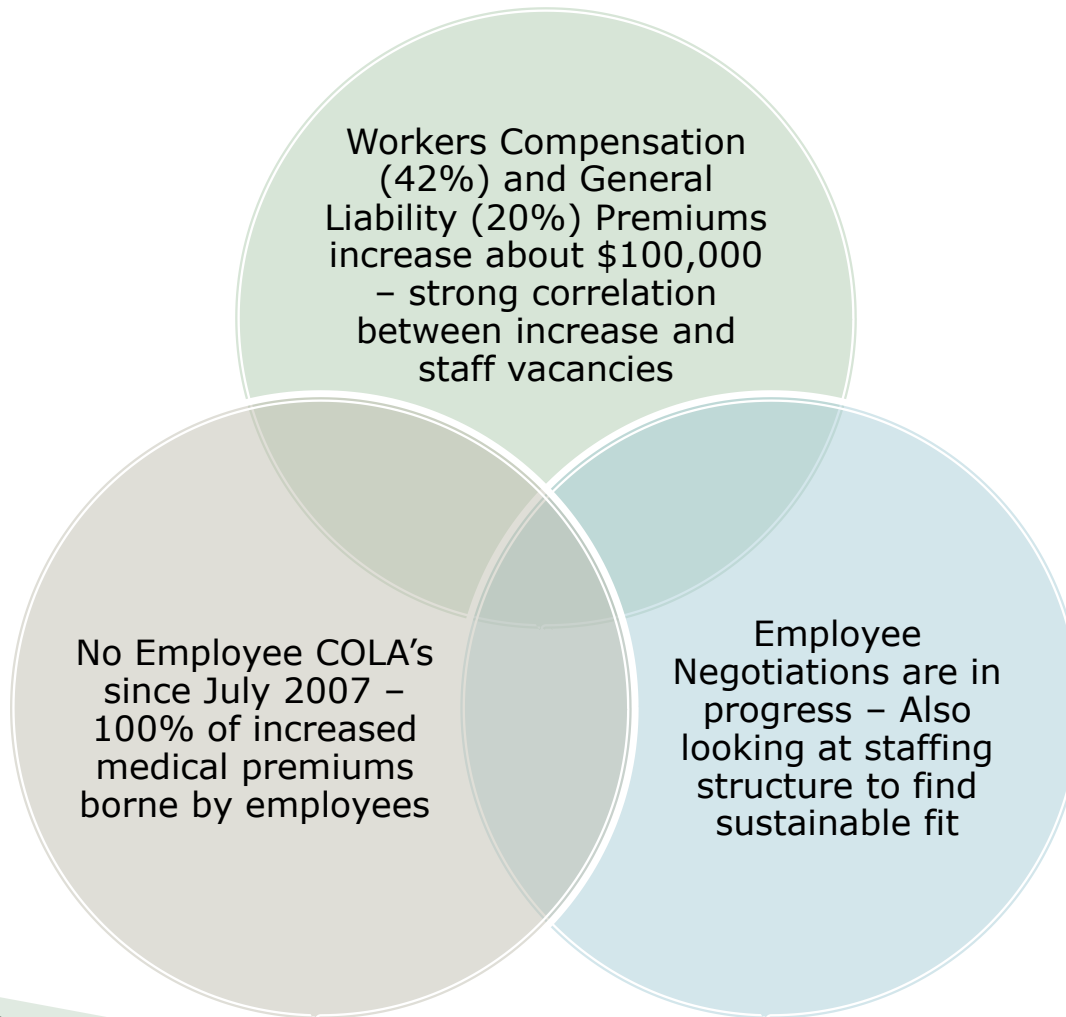 Workers Compensation
(42%) and General
Liability (20%) Premiums
increase about $100,000
– strong correlation
between increase and
staff vacancies
No Employee COLA’s
since July 2007 –
100% of increased
medical premiums
borne by employees
Employee
Negotiations are in
progress – Also
looking at staffing
structure to find
sustainable fit